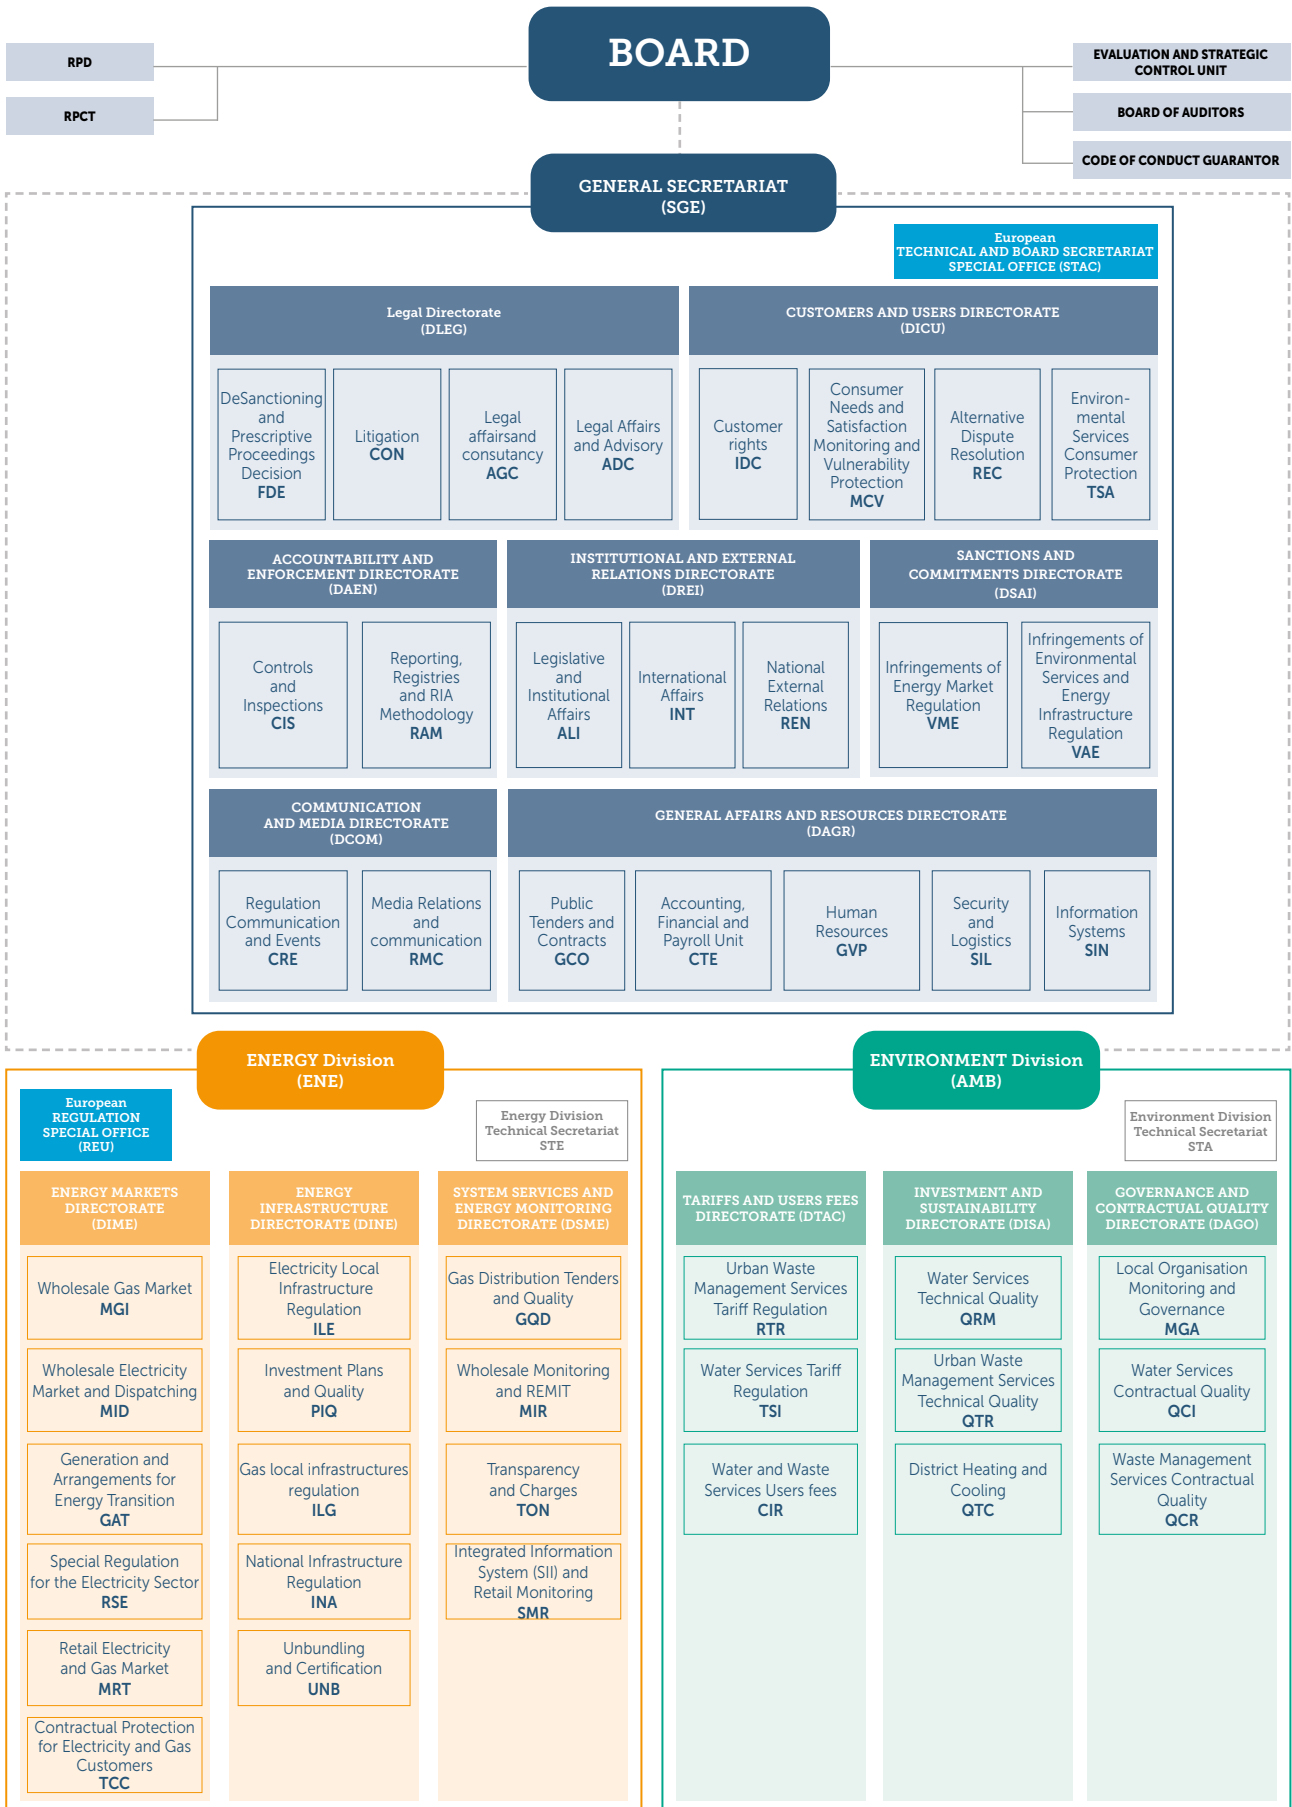 BOARD
RPD
RPCT
EVALUATION AND STRATEGIC
CONTROL UNIT
BOARD OF AUDITORS
CODE OF CONDUCT GUARANTOR
GENERAL SECRETARIAT
(SGE)
European
TECHNICAL AND BOARD SECRETARIAT
SPECIAL OFFICE (STAC)
Legal Directorate
(DLEG)
DeSanctioning
and
Prescriptive
Proceedings
Decision
FDE
Litigation
CON
Legal
affairsand
consutancy
AGC
Legal Affairs
and Advisory
ADC
CUSTOMERS AND USERS DIRECTORATE
(DICU)
Customer
rights
IDC
Consumer
Needs and
Satisfaction
Monitoring and
Vulnerability
Protection
MCV
Alternative
Dispute
Resolution
REC
Environ-
mental
Services
Consumer
Protection
TSA
ACCOUNTABILITY AND
ENFORCEMENT DIRECTORATE
(DAEN)
Controls
and
Inspections
CIS
Reporting,
Registries
and RIA
Methodology
RAM
INSTITUTIONAL AND EXTERNAL
RELATIONS DIRECTORATE
(DREI)
Legislative
and
Institutional
Affairs
ALI
International
Affairs
INT
National
External
Relations
REN
SANCTIONS AND
COMMITMENTS DIRECTORATE
(DSAI)
Infringements of
Energy Market
Regulation
VME
Infringements of
Environmental
Services and
Energy
Infrastructure
Regulation
VAE
COMMUNICATION
AND MEDIA DIRECTORATE
(DCOM)
Regulation
Communication
and Events
CRE
Media Relations
and
communication
RMC
GENERAL AFFAIRS AND RESOURCES DIRECTORATE
(DAGR)
Public
Tenders and
Contracts
GCO
Accounting,
Financial and
Payroll Unit
CTE
Human
Resources
GVP
Security
and
Logistics
SIL
Information
Systems
SIN
ENERGY Division
(ENE)
European
REGULATION
SPECIAL OFFICE
(REU)
Energy Division
Technical Secretariat
STE
ENERGY MARKETS
DIRECTORATE
(DIME)
Wholesale Gas Market
MGI
Wholesale Electricity
Market and Dispatching
MID
Generation and
Arrangements for
Energy Transition
GAT
Special Regulation
for the Electricity Sector
RSE
Retail Electricity
and Gas Market
MRT
Contractual Protection
for Electricity and Gas
Customers
TCC
ENERGY
INFRASTRUCTURE
DIRECTORATE (DINE)
Electricity Local
Infrastructure
Regulation
ILE
Investment Plans
and Quality
PIQ
Gas local infrastructures
regulation
ILG
National Infrastructure
Regulation
INA
Unbundling
and Certification
UNB
SYSTEM SERVICES AND
ENERGY MONITORING
DIRECTORATE (DSME)
Gas Distribution Tenders
and Quality
GQD
Wholesale Monitoring
and REMIT
MIR
Transparency
and Charges
TON
Integrated Information
System (SII) and
Retail Monitoring
SMR
ENVIRONMENT Division
(AMB)
Environment Division
Technical Secretariat
STA
TARIFFS AND USERS FEES
DIRECTORATE (DTAC)
Urban Waste
Management Services
Tariff Regulation
RTR
Water Services Tariff
Regulation
TSI
Water and Waste
Services Users fees
CIR
INVESTMENT AND
SUSTAINABILITY
DIRECTORATE (DISA)
Water Services
Technical Quality
QRM
Urban Waste
Management Services
Technical Quality
QTR
District Heating and
Cooling
QTC
GOVERNANCE AND
CONTRACTUAL QUALITY
DIRECTORATE (DAGO)
Local Organisation
Monitoring and
Governance
MGA
Water Services
Contractual Quality
QCI
Waste Management
Services Contractual
Quality
QCR